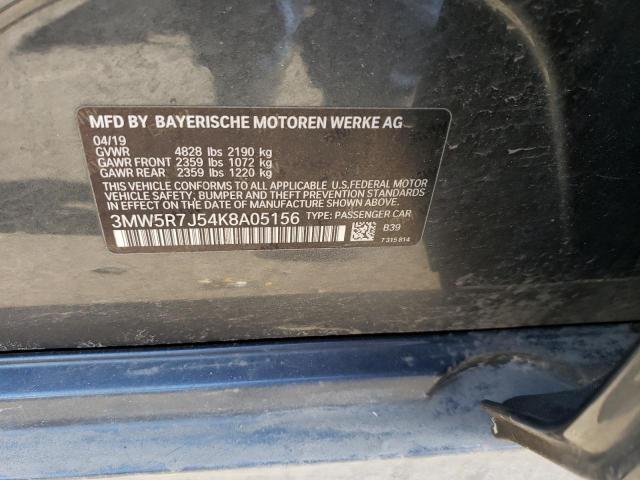 MFD BY BAYERISCHE MOTOREN WERKE AG
04/19
GVWR 4828 lbs 2190 kg
GAWR FRONT 2359 lbs 1072 kg
GAWR REAR 2359 lbs 1220 kg
THIS VEHICLE CONFORMS TO ALL APPLICABLE U.S.FEDERAL MOTOR
VEHICLE SAFETY, BUMPER AND THEFT PREVENTION STANDARDS
IN EFFECT ON THE DATE OF MANUFACTURE SHOWN ABOVE.
3MW5R7J54K8A05156 TYPE: PASSENGER CAR
B39
7 315 814